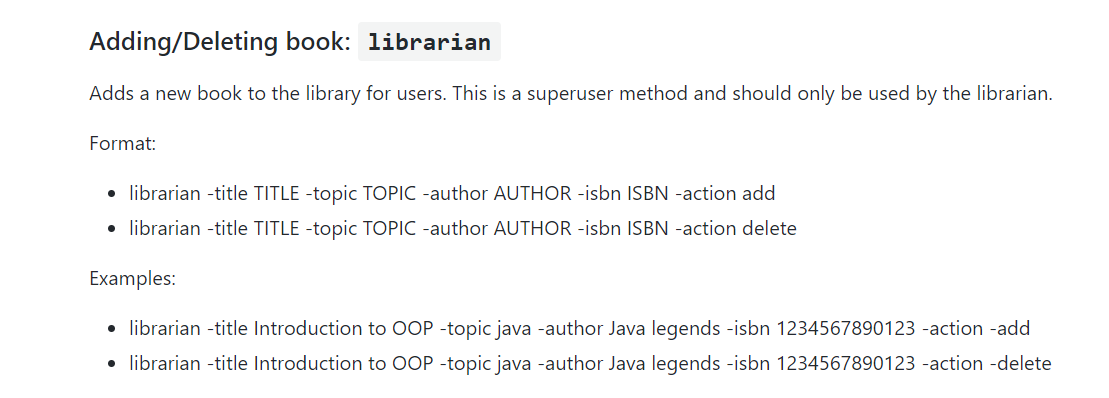 Adding/Deleting book: librarian
Adds a new book to the library for users. This is a superuser method and should only be used by the librarian.
Format:
• librarian -title TITLE -topic TOPIC -author AUTHOR -isbn ISBN -action add
• librarian -title TITLE -topic TOPIC -author AUTHOR -isbn ISBN -action delete
Examples:
• librarian -title Introduction to OOP -topic java -author Java legends -isbn 1234567890123 -action -add
• librarian -title Introduction to OOP -topic java -author Java legends -isbn 1234567890123 -action -delete